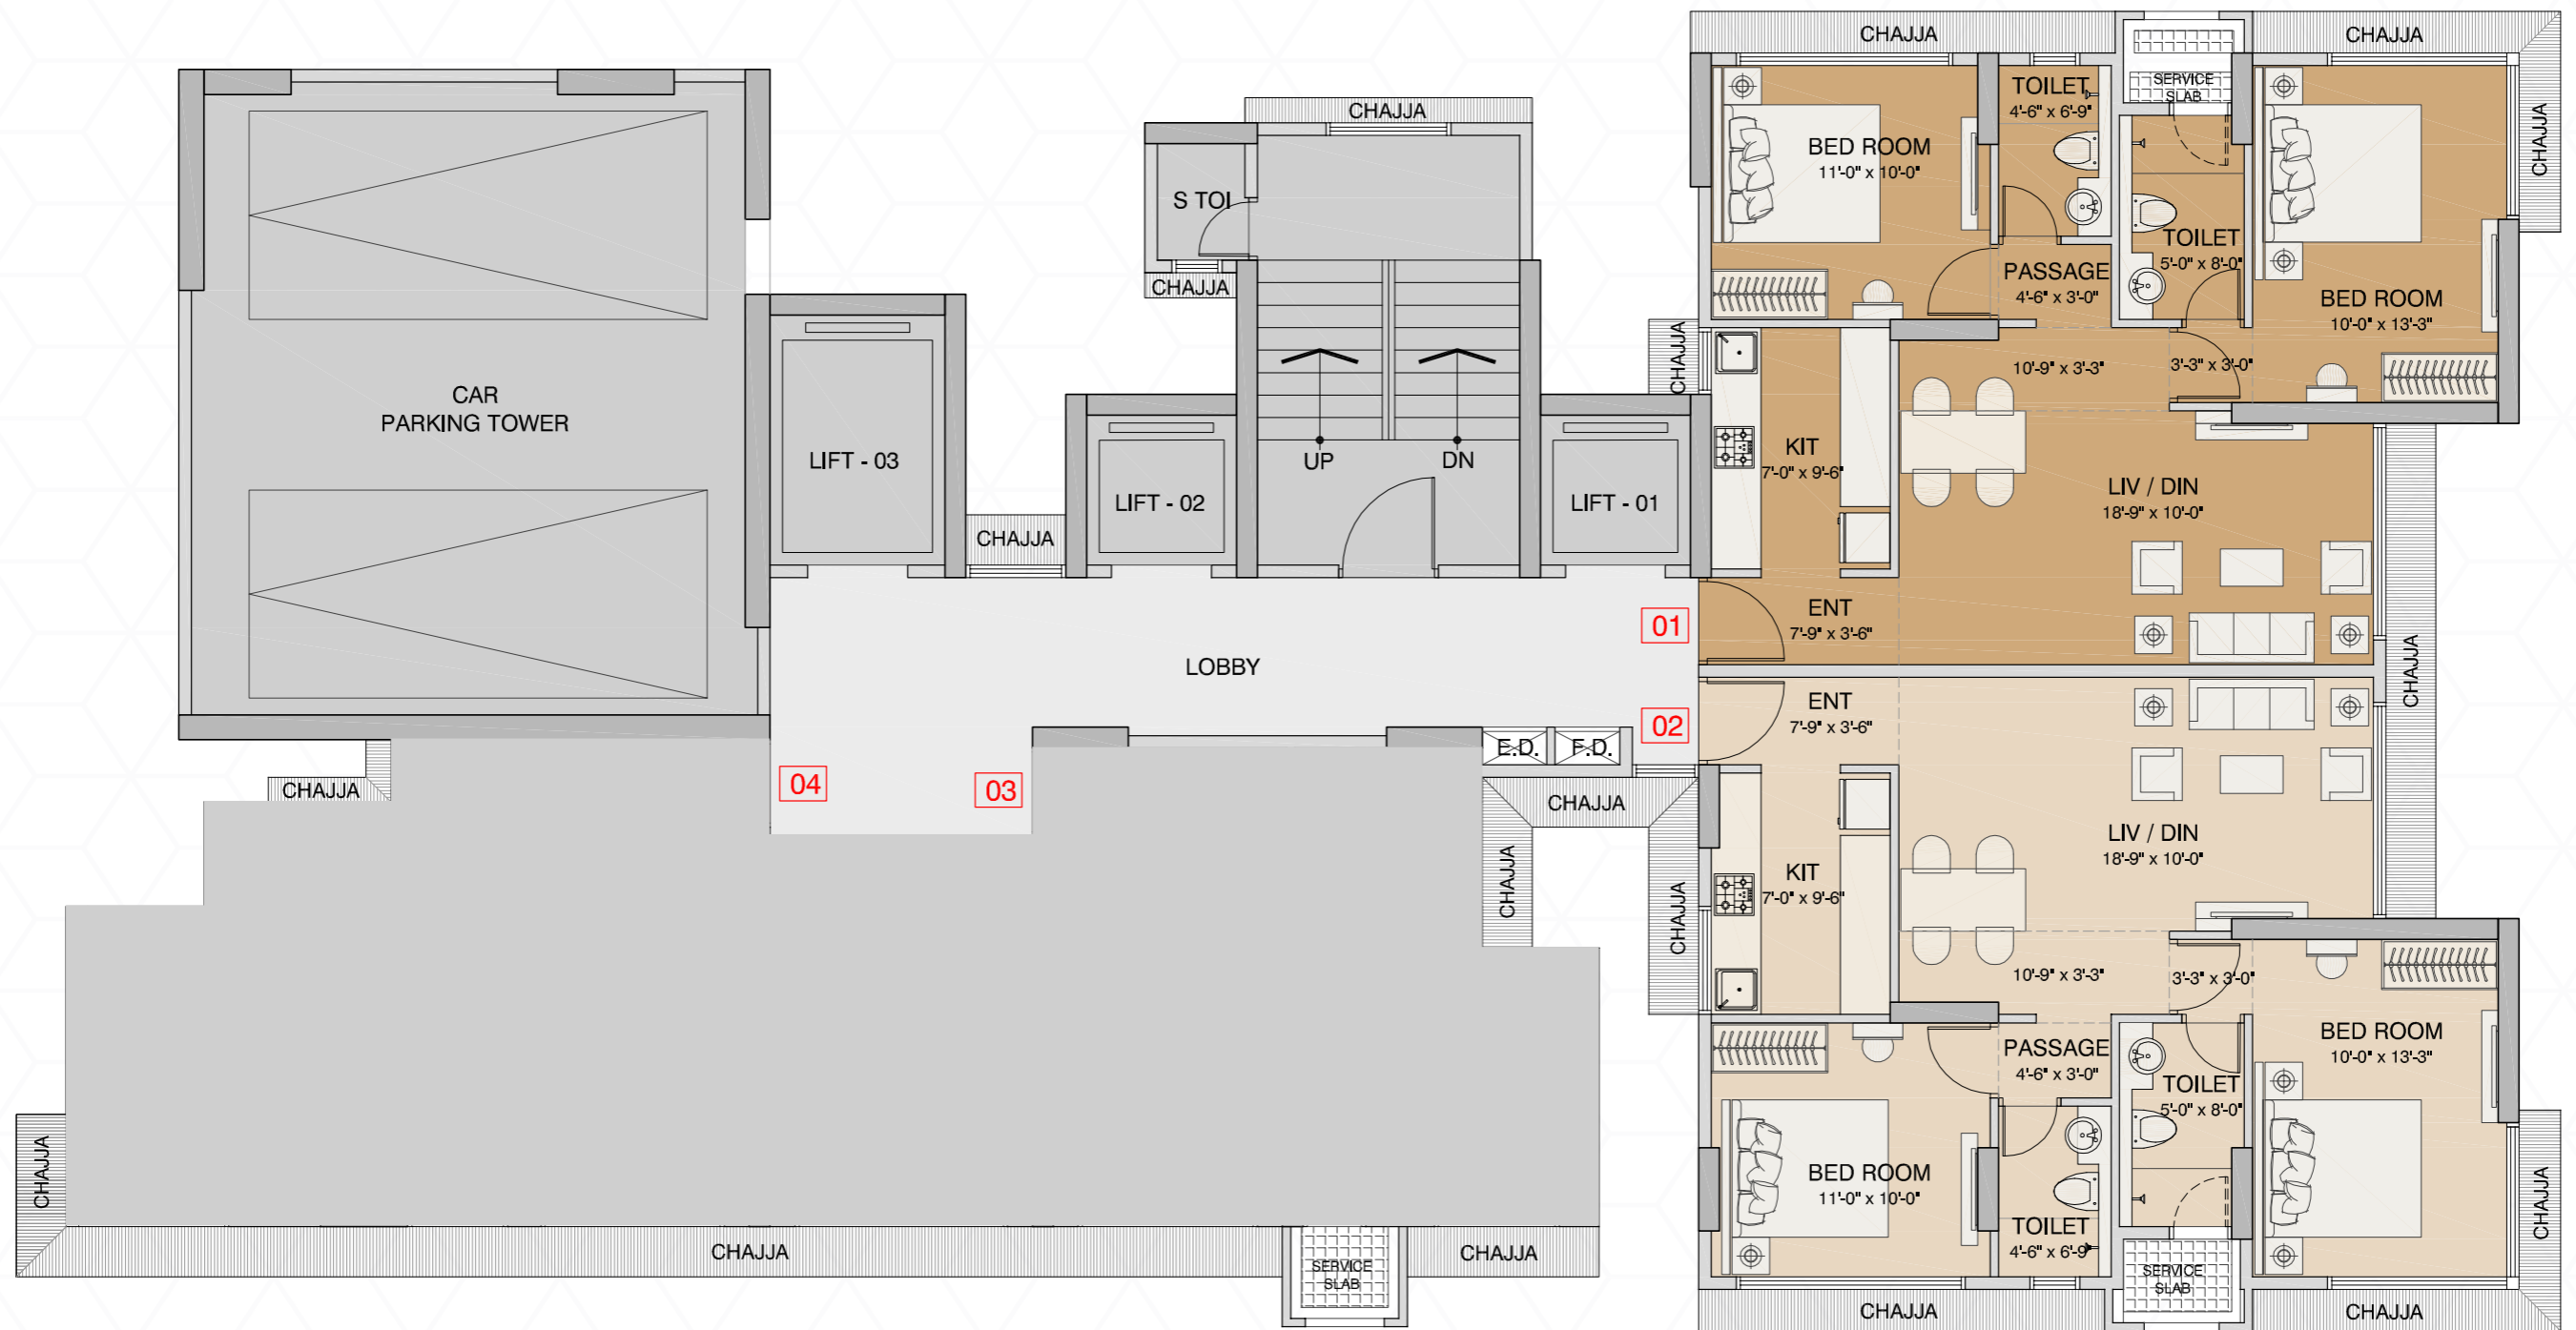 CHAJJA
CHAJJA
CHAJJA
SERVICE
SLAB
TOILET
4'-6" x 6'-9"
BED ROOM
11'-0" x 10'-0"
TOILET
5'-0" x 8'-0"
PASSAGE
4'-6" x 3'-0"
BED ROOM
10'-0" x 13'-3"
CHAJJA
S TOI
CHAJJA
CHAJJA
10'-9" x 3'-3"
3'-3" x 3'-0"
CAR
PARKING TOWER
LIFT - 03
LIFT - 02
UP
DN
LIFT - 01
KIT
7'-0" x 9'-6"
LIV / DIN
18'-9" x 10'-0"
CHAJJA
ENT
7'-9" x 3'-6"
01
LOBBY
CHAJJA
02
ENT
7'-9" x 3'-6"
E.D.
F.D.
CHAJJA
04
03
CHAJJA
CHAJJA
CHAJJA
LIV / DIN
18'-9" x 10'-0"
KIT
7'-0" x 9'-6"
10'-9" x 3'-3"
3'-3" x 3'-0"
BED ROOM
10'-0" x 13'-3"
PASSAGE
4'-6" x 3'-0"
TOILET
5'-0" x 8'-0"
BED ROOM
11'-0" x 10'-0"
TOILET
4'-6" x 6'-9"
CHAJJA
CHAJJA
CHAJJA
CHAJJA
SERVICE
SLAB
SERVICE
SLAB
CHAJJA
CHAJJA